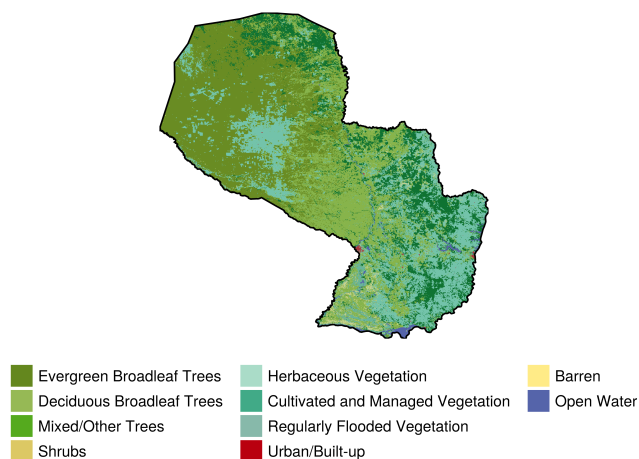 Evergreen Broadleaf Trees
Deciduous Broadleaf Trees
Mixed/Other Trees
Shrubs
Herbaceous Vegetation
Cultivated and Managed Vegetation
Regularly Flooded Vegetation
Urban/Built-up
Barren
Open Water